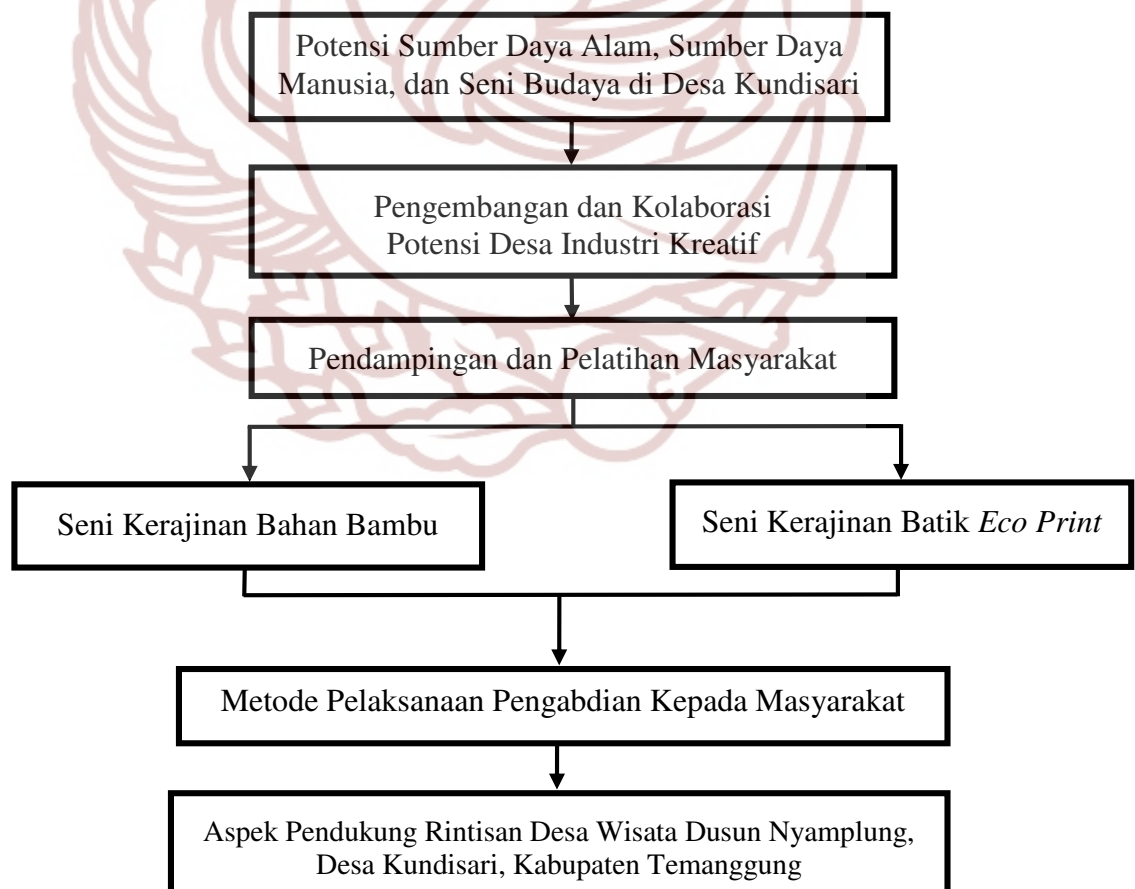 Potensi Sumber Daya Alam, Sumber Daya
Manusia, dan Seni Budaya di Desa Kundisari
Pengembangan dan Kolaborasi
Potensi Desa Industri Kreatif
Pendampingan dan Pelatihan Masyarakat
Seni Kerajinan Bahan Bambu
Seni Kerajinan Batik Eco Print
Metode Pelaksanaan Pengabdian Kepada Masyarakat
Aspek Pendukung Rintisan Desa Wisata Dusun Nyamplung,
Desa Kundisari, Kabupaten Temanggung